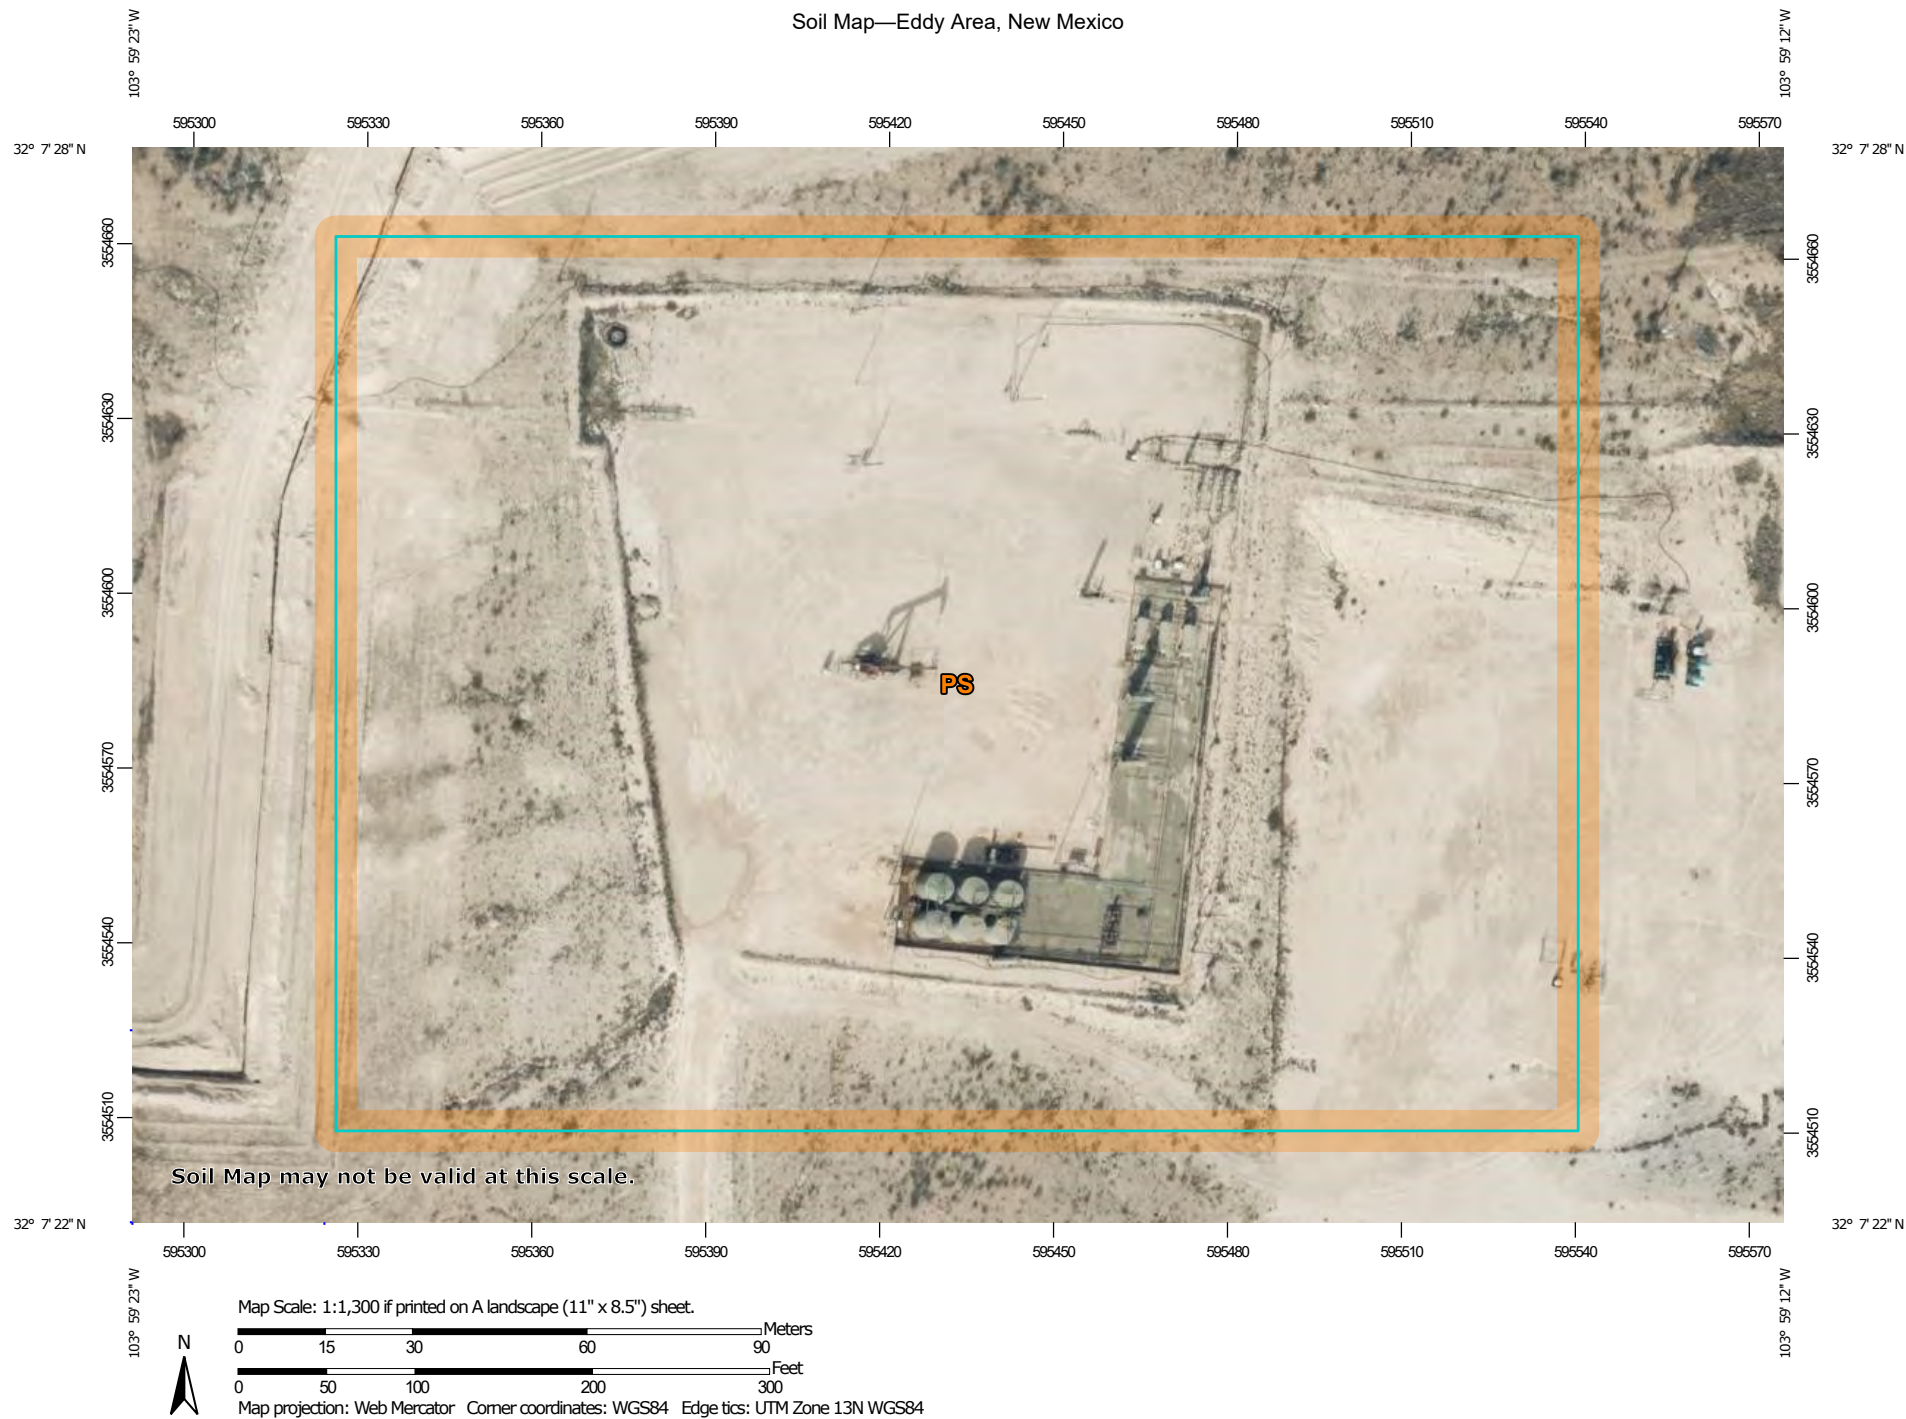 Soil Map—Eddy Area, New Mexico
103° 59' 23" W
103° 59' 12" W
595300 595330 595360 595390 595420 595450 595480 595510 595540 595570
32° 7' 28" N
32° 7' 28" N
3554660
3554660
3554630
3554630
3554600
3554600
PS
3554570
3554570
3554540
3554540
3554510
3554510
Soil Map may not be valid at this scale.
32° 7' 22" N
32° 7' 22" N
595300 595330 595360 595390 595420 595450 595480 595510 595540 595570
103° 59' 23" W
103° 59' 12" W
Map Scale: 1:1,300 if printed on A landscape (11" x 8.5") sheet.
Meters
0 15 30 60 90
N
Feet
0 50 100 200 300
Map projection: Web Mercator Corner coordinates: WGS84 Edge tics: UTM Zone 13N WGS84